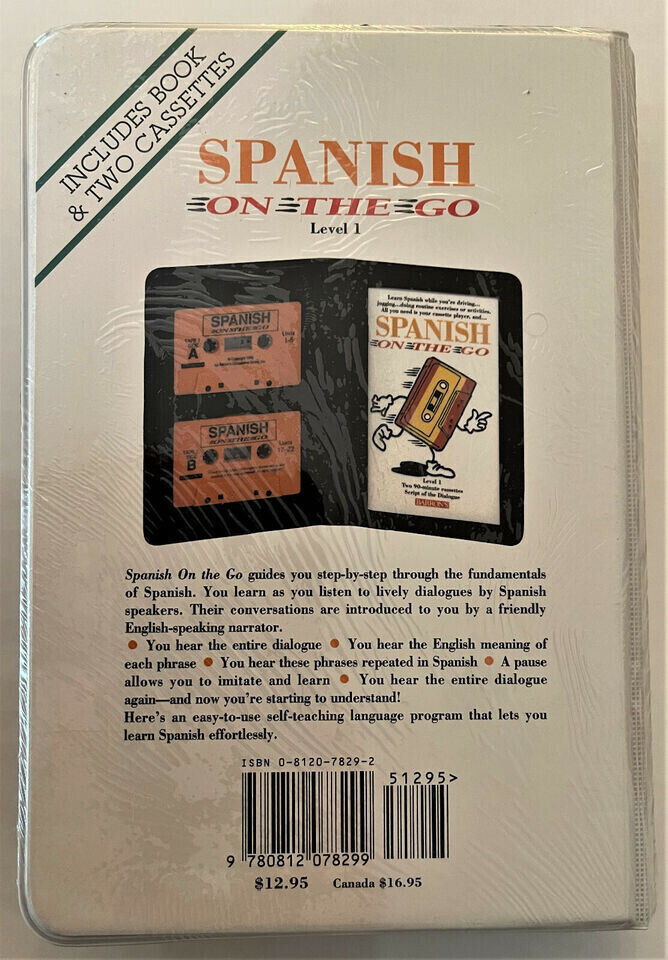 INCLUDES BOOK
& TWO CASSETTES
SPANISH
ON THE GO
Level 1
SPANISH
ON THE GO
A
Units
SPANISH
ON THE GO
B
Units
Learn Spanish while you're driving...
jogging...doing routine exercises or activities.
All you need is your cassette player, and...
SPANISH
ON THE GO
Level 1
Two 90-minute cassettes
Script of the Dialogue
BARRON'S
Spanish On the Go guides you step-by-step through the fundamentals
of Spanish. You learn as you listen to lively dialogues by Spanish
speakers. Their conversations are introduced to you by a friendly
English-speaking narrator.
● You hear the entire dialogue ● You hear the English meaning of
each phrase ● You hear these phrases repeated in Spanish ● A pause
allows you to imitate and learn ● You hear the entire dialogue
again—and now you're starting to understand!
Here's an easy-to-use self-teaching language program that lets you
learn Spanish effortlessly.
ISBN 0-8120-7829-2
51295>
9 780812 078299
$12.95 Canada $16.95